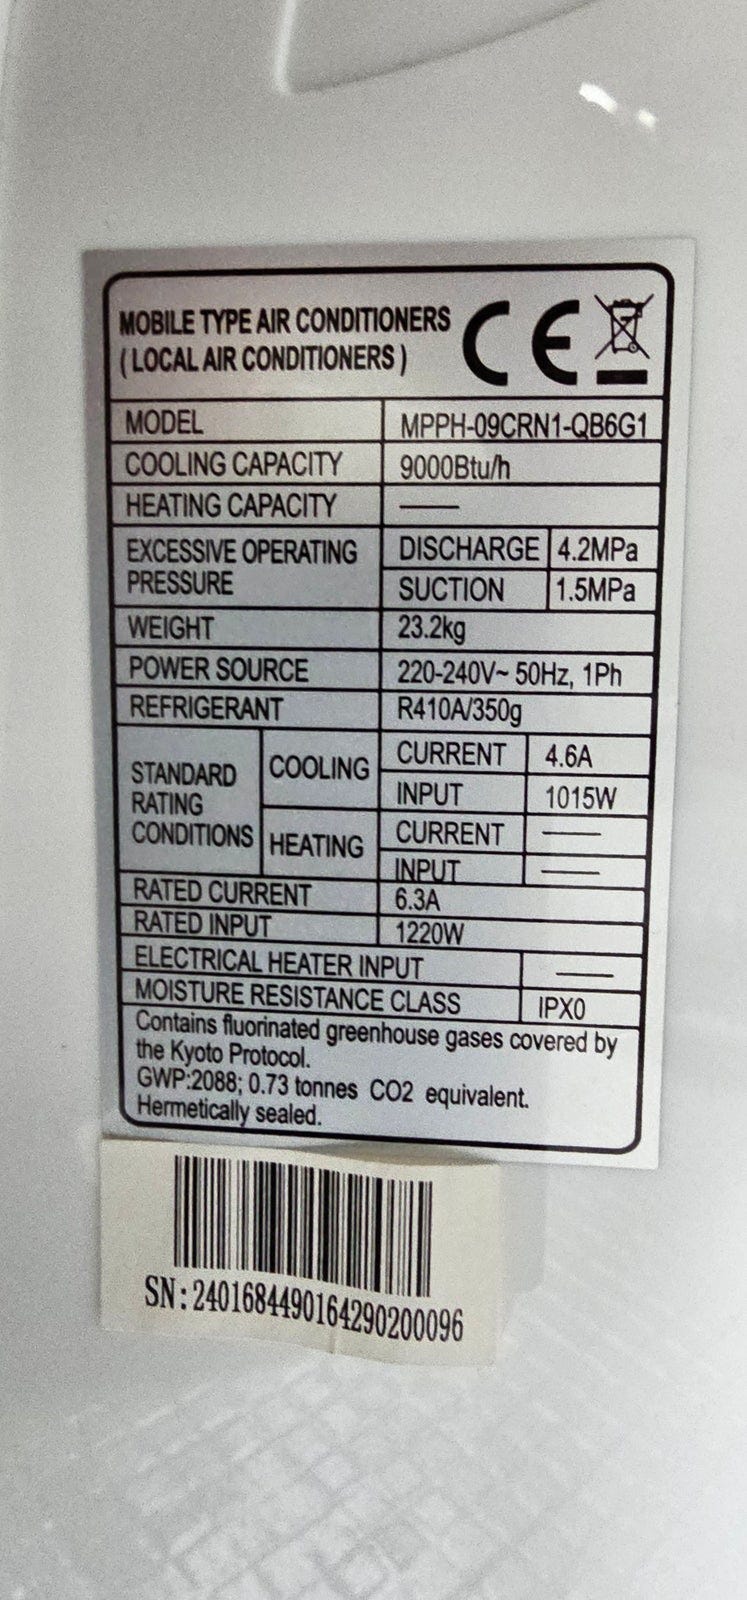 MOBILE TYPE AIR CONDITIONERS
( LOCAL AIR CONDITIONERS )
CE
MODEL MPPH-09CRN1-QB6G1
COOLING CAPACITY 9000Btu/h
HEATING CAPACITY ——
EXCESSIVE OPERATING PRESSURE DISCHARGE 4.2MPa
SUCTION 1.5MPa
WEIGHT 23.2kg
POWER SOURCE 220-240V~ 50Hz, 1Ph
REFRIGERANT R410A/350g
STANDARD RATING CONDITIONS COOLING CURRENT 4.6A
INPUT 1015W
HEATING CURRENT ——
INPUT ——
RATED CURRENT 6.3A
RATED INPUT 1220W
ELECTRICAL HEATER INPUT ——
MOISTURE RESISTANCE CLASS IPX0
Contains fluorinated greenhouse gases covered by
the Kyoto Protocol.
GWP:2088; 0.73 tonnes CO2 equivalent.
Hermetically sealed.
SN: 2401684490164290200096